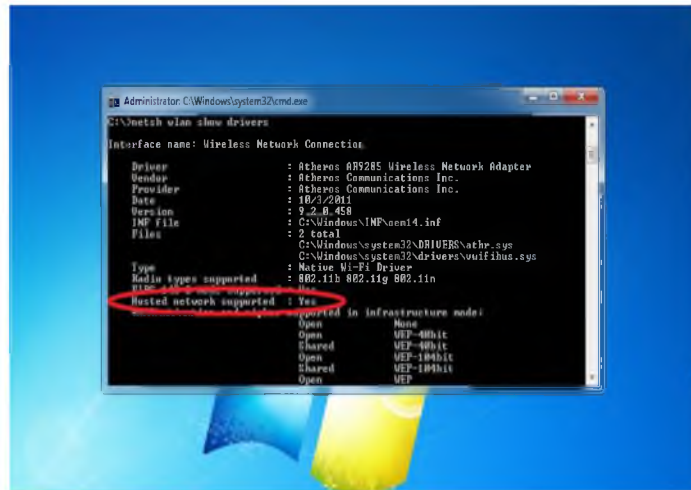 Administrator: C:\Windows\system32\cmd.exe
C:\>netsh wlan show drivers
Interface name: Wireless Network Connection
Driver : Atheros AR9285 Wireless Network Adapter
Vendor : Atheros Communications Inc.
Provider : Atheros Communications Inc.
Date : 10/3/2011
Version : 9.2.0.458
INF file : C:\Windows\INF\oem14.inf
Files : 2 total
C:\Windows\system32\DRIVERS\athr.sys
C:\Windows\system32\drivers\vwifibus.sys
Type : Native Wi-Fi Driver
Radio types supported : 802.11b 802.11g 802.11n
Hosted network supported : Yes
supported in infrastructure mode:
Open None
Open WEP-40bit
Shared WEP-40bit
Open WEP-104bit
Shared WEP-104bit
Open WEP